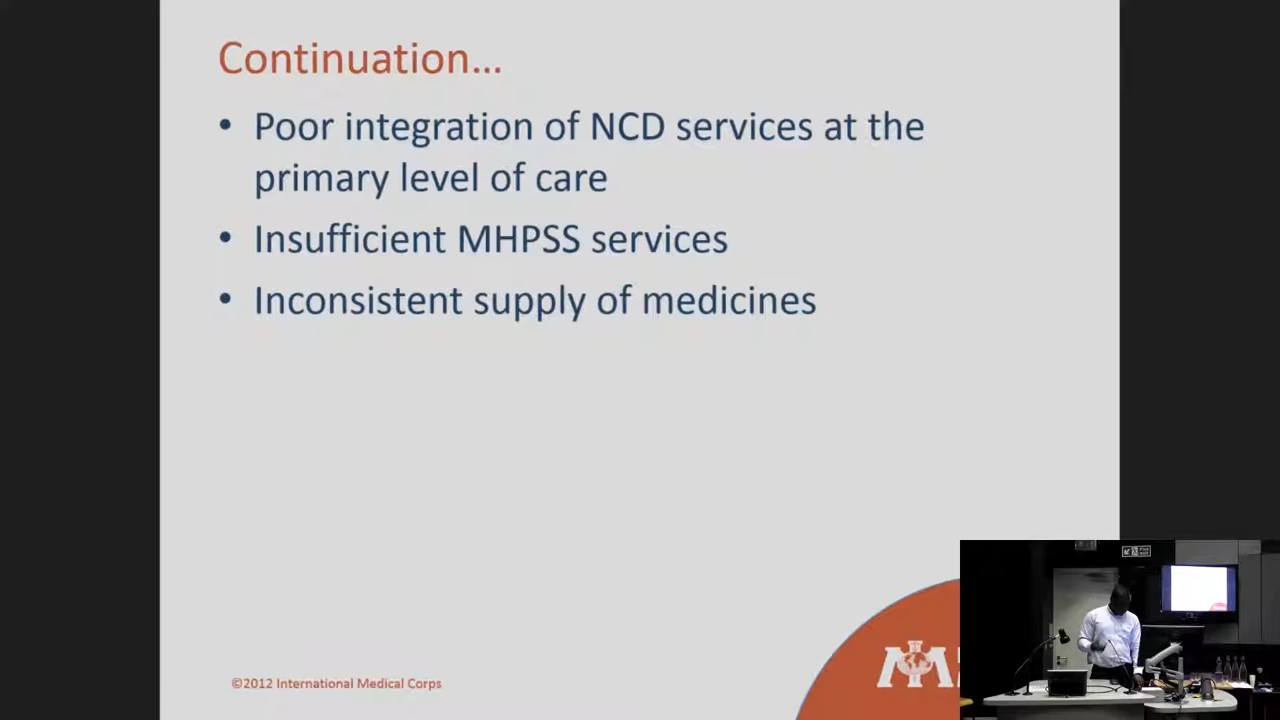 Continuation...
• Poor integration of NCD services at the
primary level of care
• Insufficient MHPSS services
• Inconsistent supply of medicines
©2012 International Medical Corps